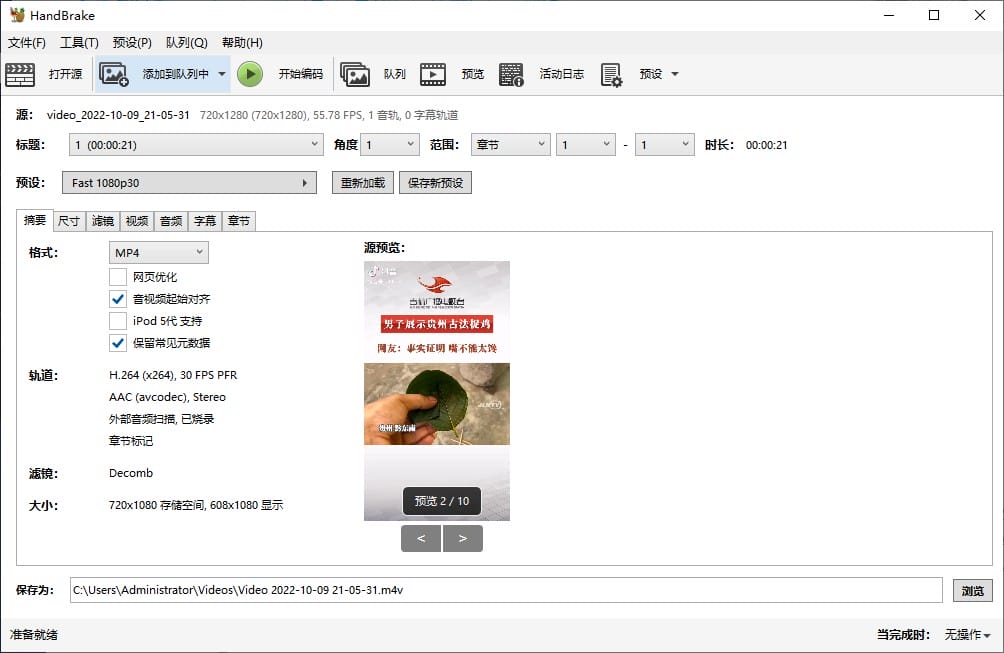 HandBrake
文件(F) 工具(T) 预设(P) 队列(Q) 帮助(H)
打开源 添加到队列中 开始编码 队列 预览 活动日志 预设
源: video_2022-10-09_21-05-31 720x1280 (720x1280), 55.78 FPS, 1 音轨, 0 字幕轨道
标题: 1 (00:00:21) 角度 1 范围: 章节 1 - 1 时长: 00:00:21
预设: Fast 1080p30 重新加载 保存新预设
摘要 尺寸 滤镜 视频 音频 字幕 章节
格式: MP4
网页优化
音视频起始对齐
iPod 5代 支持
保留常见元数据
轨道: H.264 (x264), 30 FPS PFR
AAC (avcodec), Stereo
外部音频扫描, 已烧录
章节标记
滤镜: Decomb
大小: 720x1080 存储空间, 608x1080 显示
源预览:
男子展示贵州古法捉鸡
网友: 事实证明 嘴不能太馋
贵州 黔东南
预览 2 / 10
< >
保存为: C:\Users\Administrator\Videos\Video 2022-10-09 21-05-31.m4v 浏览
准备就绪 当完成时: 无操作